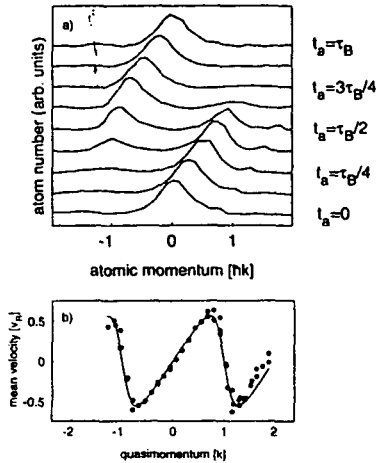 a)
t_a=τ_B
t_a=3τ_B/4
t_a=τ_B/2
t_a=τ_B/4
t_a=0
atom number (arb. units)
-1 0 1
atomic momentum [ħk]
b)
mean velocity [v_R]
0.5
0
-0.5
-2 -1 0 1 2
quasimomentum [k]